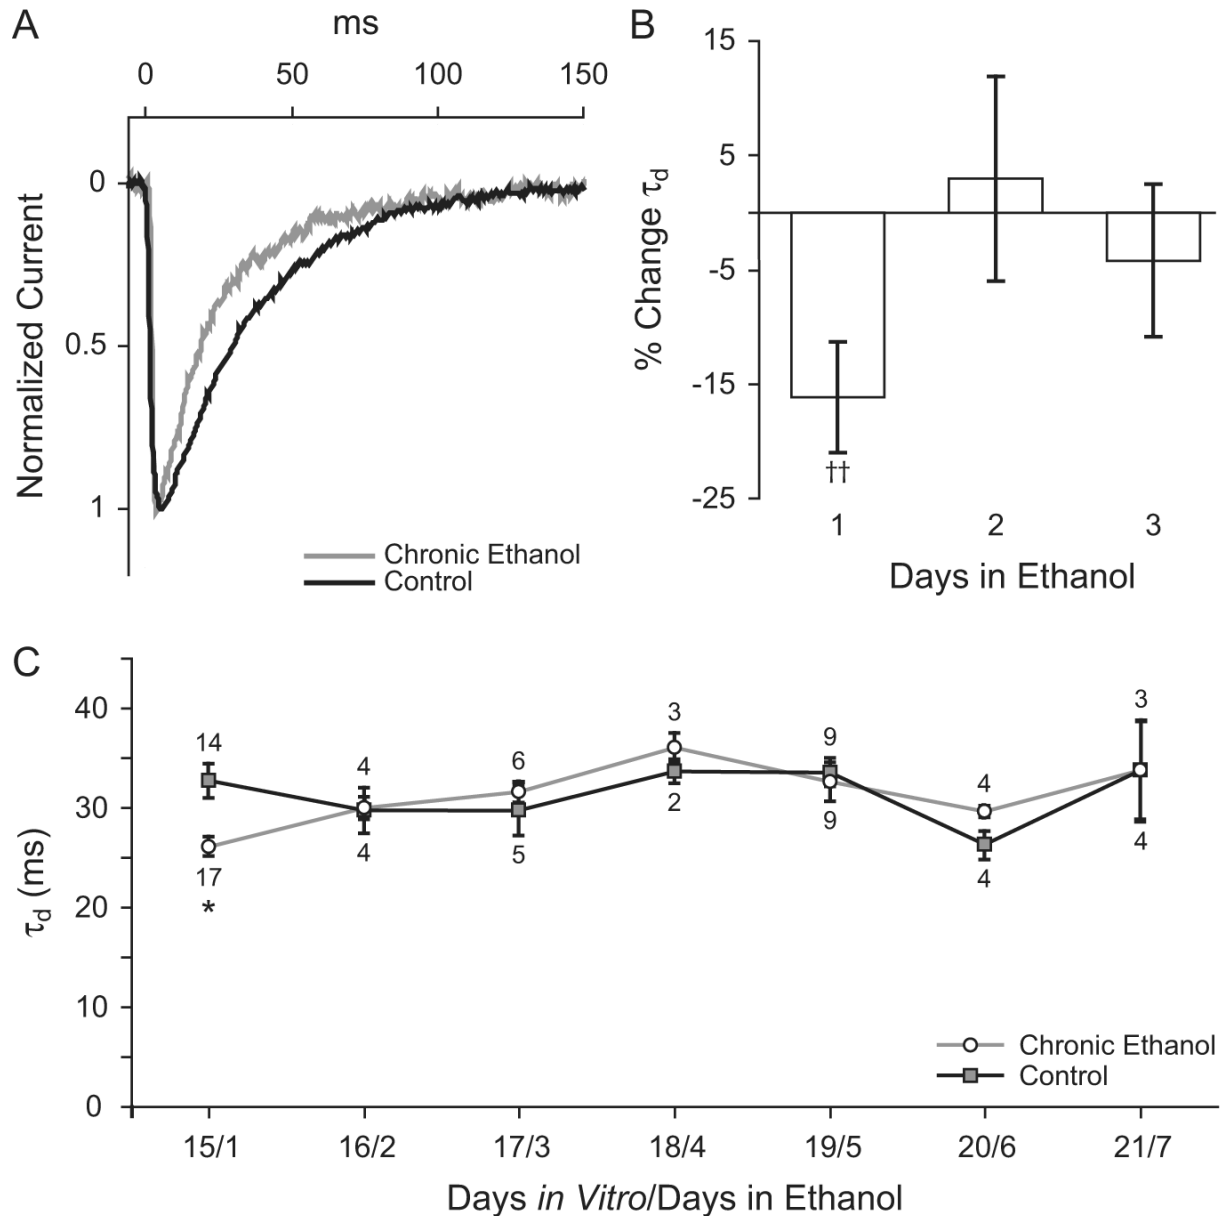 A
ms
0 50 100 150
Normalized Current
0
0.5
1
Chronic Ethanol
Control
B
% Change τd
15
5
-5
-15
-25
††
1 2 3
Days in Ethanol
C
τd (ms)
40
30
20
10
0
14 4 6 3 9 4 3
17 4 5 2 9 4 4
*
Chronic Ethanol
Control
15/1 16/2 17/3 18/4 19/5 20/6 21/7
Days in Vitro/Days in Ethanol